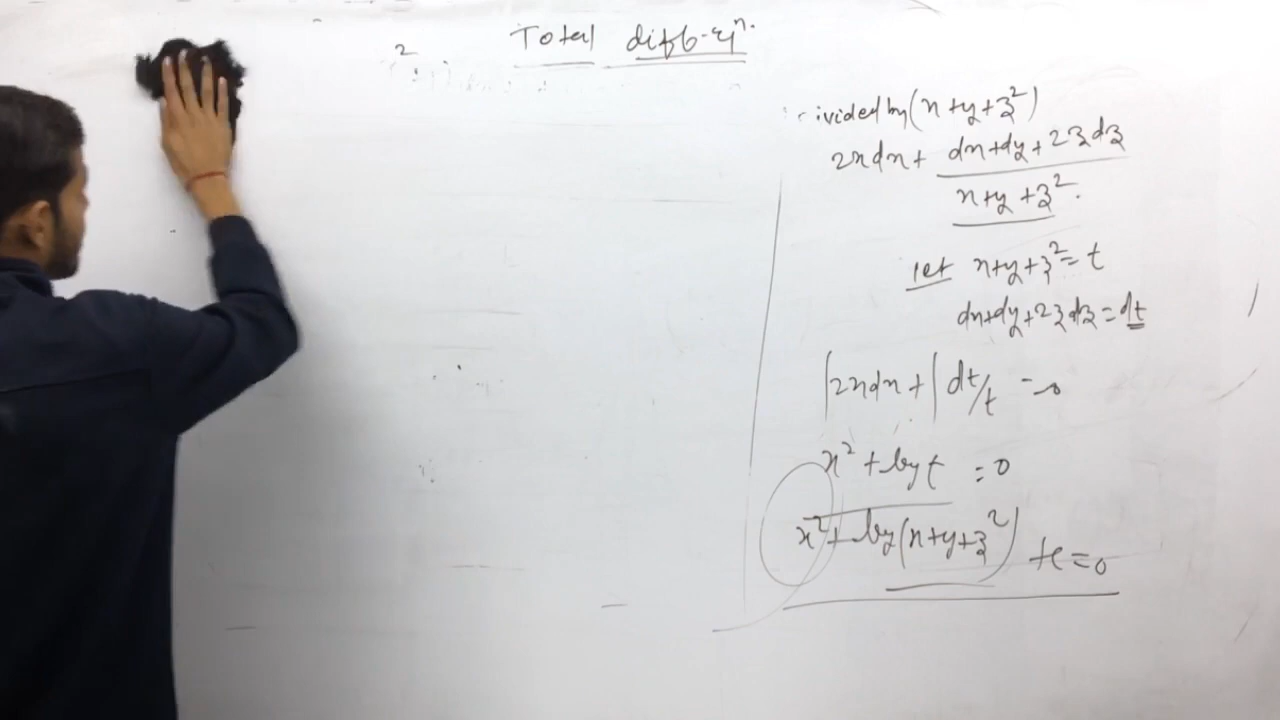 Total diff. eqn.
ivided by (x+y+z²)
2xdx + dx+dy+2zdz
x+y+z².
let x+y+z² = t
dx+dy+2zdz = dt
∫2xdx + ∫dt/t = 0
x² + log t = 0
x² + log(x+y+z²) + c = 0